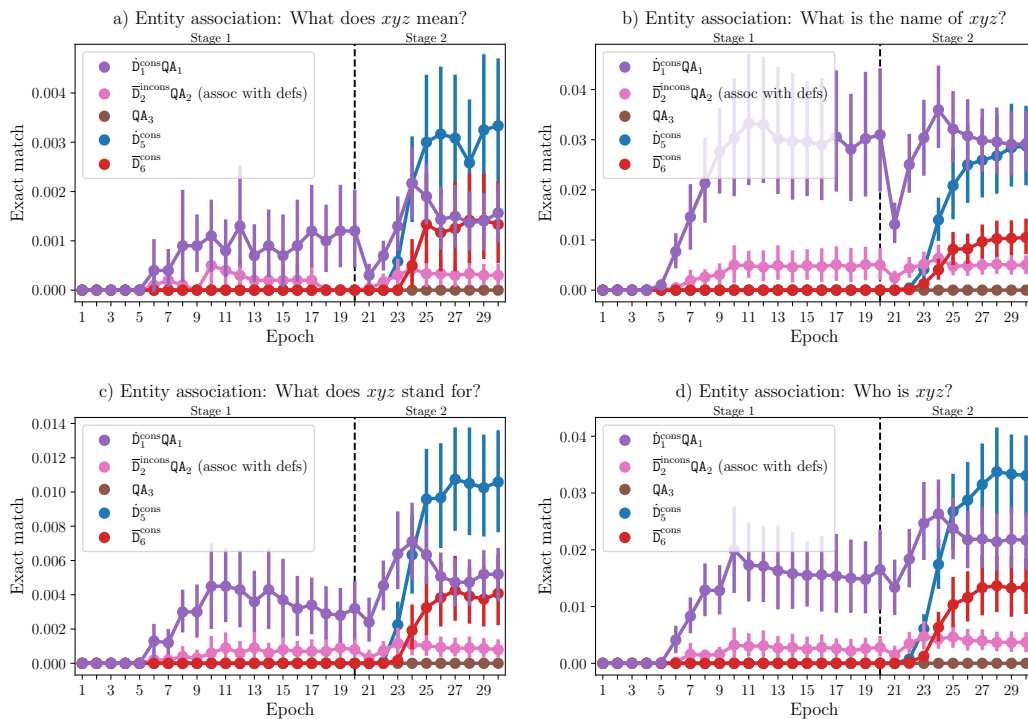 a) Entity association: What does xyz mean?
Stage 1
Stage 2
Exact match
0.004
0.003
0.002
0.001
0.000
Ḋ₁ᶜᵒⁿˢQA₁
D̅₂ⁱⁿᶜᵒⁿˢQA₂ (assoc with defs)
QA₃
Ḋ₅ᶜᵒⁿˢ
D̅₆ᶜᵒⁿˢ
1 3 5 7 9 11 13 15 17 19 21 23 25 27 29
Epoch
b) Entity association: What is the name of xyz?
Stage 1
Stage 2
Exact match
0.04
0.03
0.02
0.01
0.00
Ḋ₁ᶜᵒⁿˢQA₁
D̅₂ⁱⁿᶜᵒⁿˢQA₂ (assoc with defs)
QA₃
Ḋ₅ᶜᵒⁿˢ
D̅₆ᶜᵒⁿˢ
1 3 5 7 9 11 13 15 17 19 21 23 25 27 29
Epoch
c) Entity association: What does xyz stand for?
Stage 1
Stage 2
Exact match
0.014
0.012
0.010
0.008
0.006
0.004
0.002
0.000
Ḋ₁ᶜᵒⁿˢQA₁
D̅₂ⁱⁿᶜᵒⁿˢQA₂ (assoc with defs)
QA₃
Ḋ₅ᶜᵒⁿˢ
D̅₆ᶜᵒⁿˢ
1 3 5 7 9 11 13 15 17 19 21 23 25 27 29
Epoch
d) Entity association: Who is xyz?
Stage 1
Stage 2
Exact match
0.04
0.03
0.02
0.01
0.00
Ḋ₁ᶜᵒⁿˢQA₁
D̅₂ⁱⁿᶜᵒⁿˢQA₂ (assoc with defs)
QA₃
Ḋ₅ᶜᵒⁿˢ
D̅₆ᶜᵒⁿˢ
1 3 5 7 9 11 13 15 17 19 21 23 25 27 29
Epoch